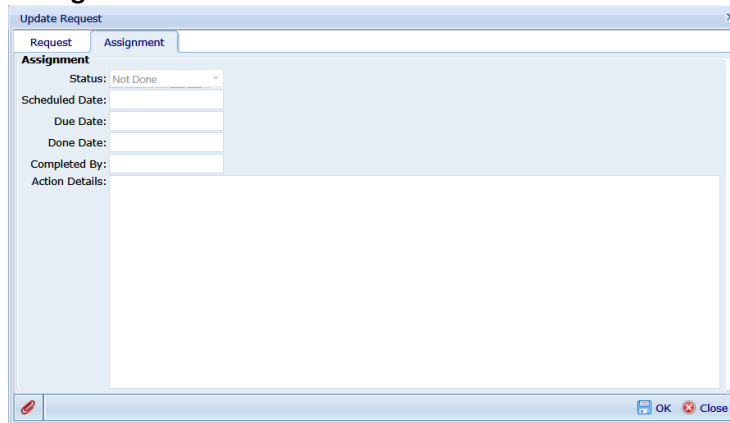 Update Request
Request Assignment
Assignment
Status: Not Done
Scheduled Date:
Due Date:
Done Date:
Completed By:
Action Details:
OK Close